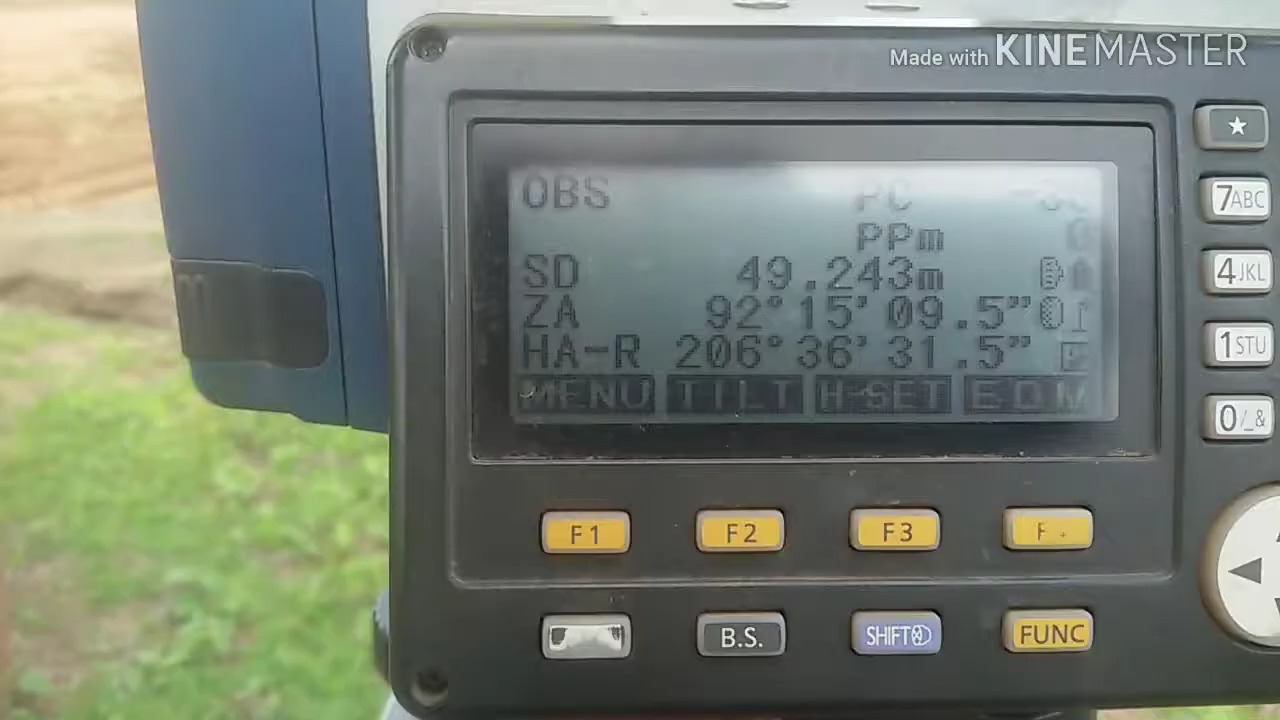 Made with KINEMASTER
★
OBS PC
PPm
SD 49.243m
ZA 92°15'09.5"
HA-R 206°36'31.5"
MENU TILT H-SET EDM
7ABC
4JKL
1STU
0/_&
F1 F2 F3 F
B.S. SHIFT FUNC